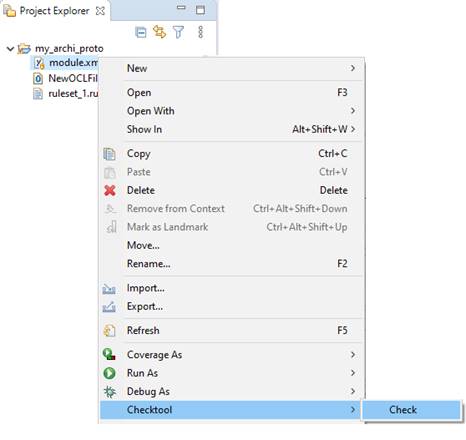 Project Explorer
my_archi_proto
module.xm
NewOCLFil
ruleset_1.ru
New
Open F3
Open With
Show In Alt+Shift+W
Copy Ctrl+C
Paste Ctrl+V
Delete Delete
Remove from Context Ctrl+Alt+Shift+Down
Mark as Landmark Ctrl+Alt+Shift+Up
Move...
Rename... F2
Import...
Export...
Refresh F5
Coverage As
Run As
Debug As
Checktool
Check